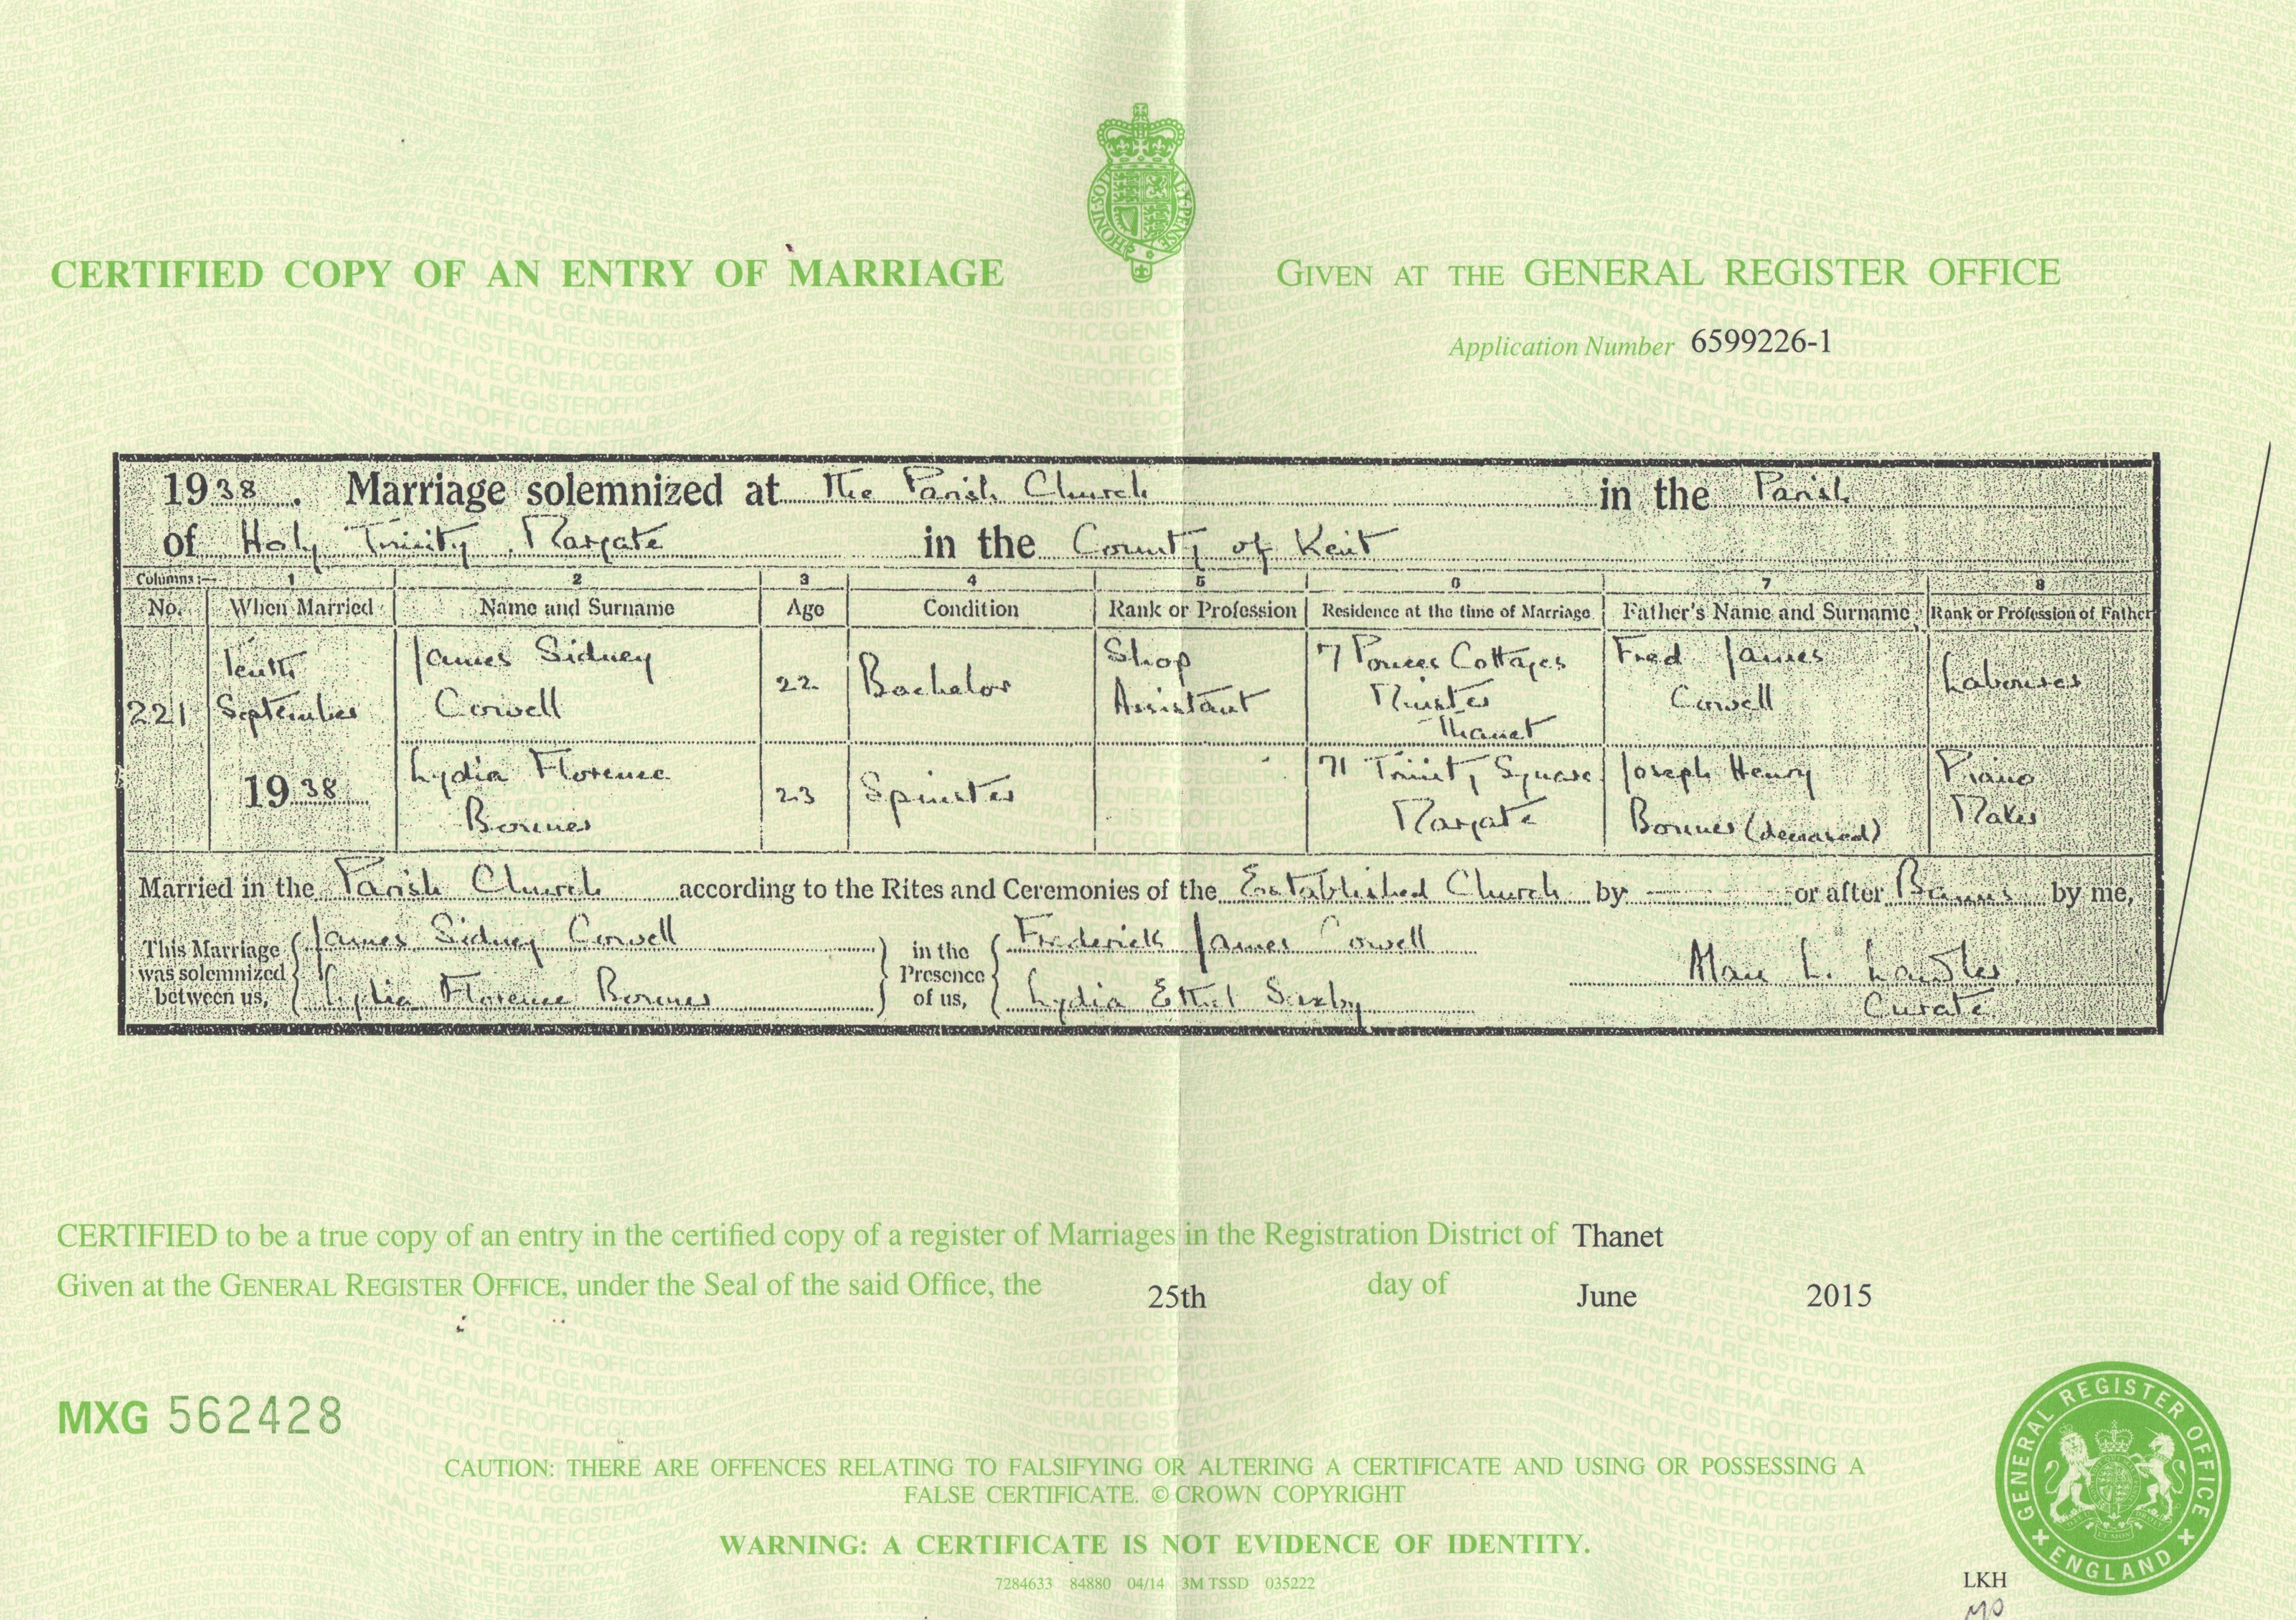 HONI·SOIT
Y·PENSE
CERTIFIED COPY OF AN ENTRY OF MARRIAGE
GIVEN AT THE GENERAL REGISTER OFFICE
Application Number 6599226-1
1938. Marriage solemnized at The Parish Church in the Parish
of Holy Trinity, Margate in the County of Kent
Columns:— 1 2 3 4 5 6 7 8
No. When Married Name and Surname Age Condition Rank or Profession Residence at the time of Marriage Father's Name and Surname Rank or Profession of Father
221
Tenth
September
1938
James Sidney
Cowell
22
Bachelor
Shop
Assistant
7 Cottages
Minster
Thanet
Fred James
Cowell
Labourer
Lydia Florence
Bonner
23
Spinster
71 Trinity Square
Margate
Joseph Henry
Bonner (deceased)
Piano
Maker
Married in the Parish Church according to the Rites and Ceremonies of the Established Church by or after Banns by me,
This Marriage
was solemnized
between us,
James Sidney Cowell
Lydia Florence Bonner
in the
Presence
of us,
Frederick James Cowell
Lydia Ethel Saxby
L.
Curate
CERTIFIED to be a true copy of an entry in the certified copy of a register of Marriages in the Registration District of Thanet
Given at the GENERAL REGISTER OFFICE, under the Seal of the said Office, the 25th day of June 2015
MXG 562428
CAUTION: THERE ARE OFFENCES RELATING TO FALSIFYING OR ALTERING A CERTIFICATE AND USING OR POSSESSING A
FALSE CERTIFICATE. © CROWN COPYRIGHT
WARNING: A CERTIFICATE IS NOT EVIDENCE OF IDENTITY.
7284633 84880 04/14 3M TSSD 035222
GENERAL REGISTER OFFICE
ENGLAND
LKH